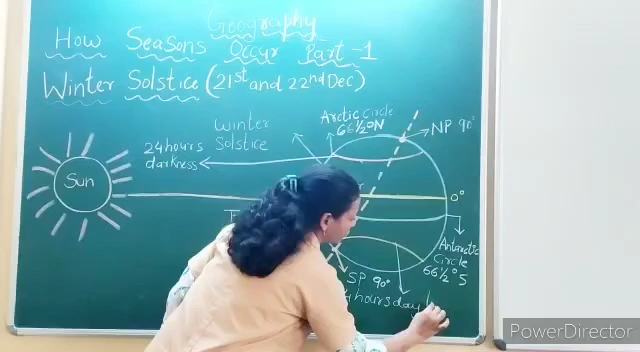 Geography
How Seasons Occur Part-1
Winter Solstice (21st and 22nd Dec)
Arctic Circle
66½°N
NP 90°
Winter
Solstice
24 hours
darkness
Sun
0°
Antarctic
Circle
66½°S
SP 90°
hours day
PowerDirector